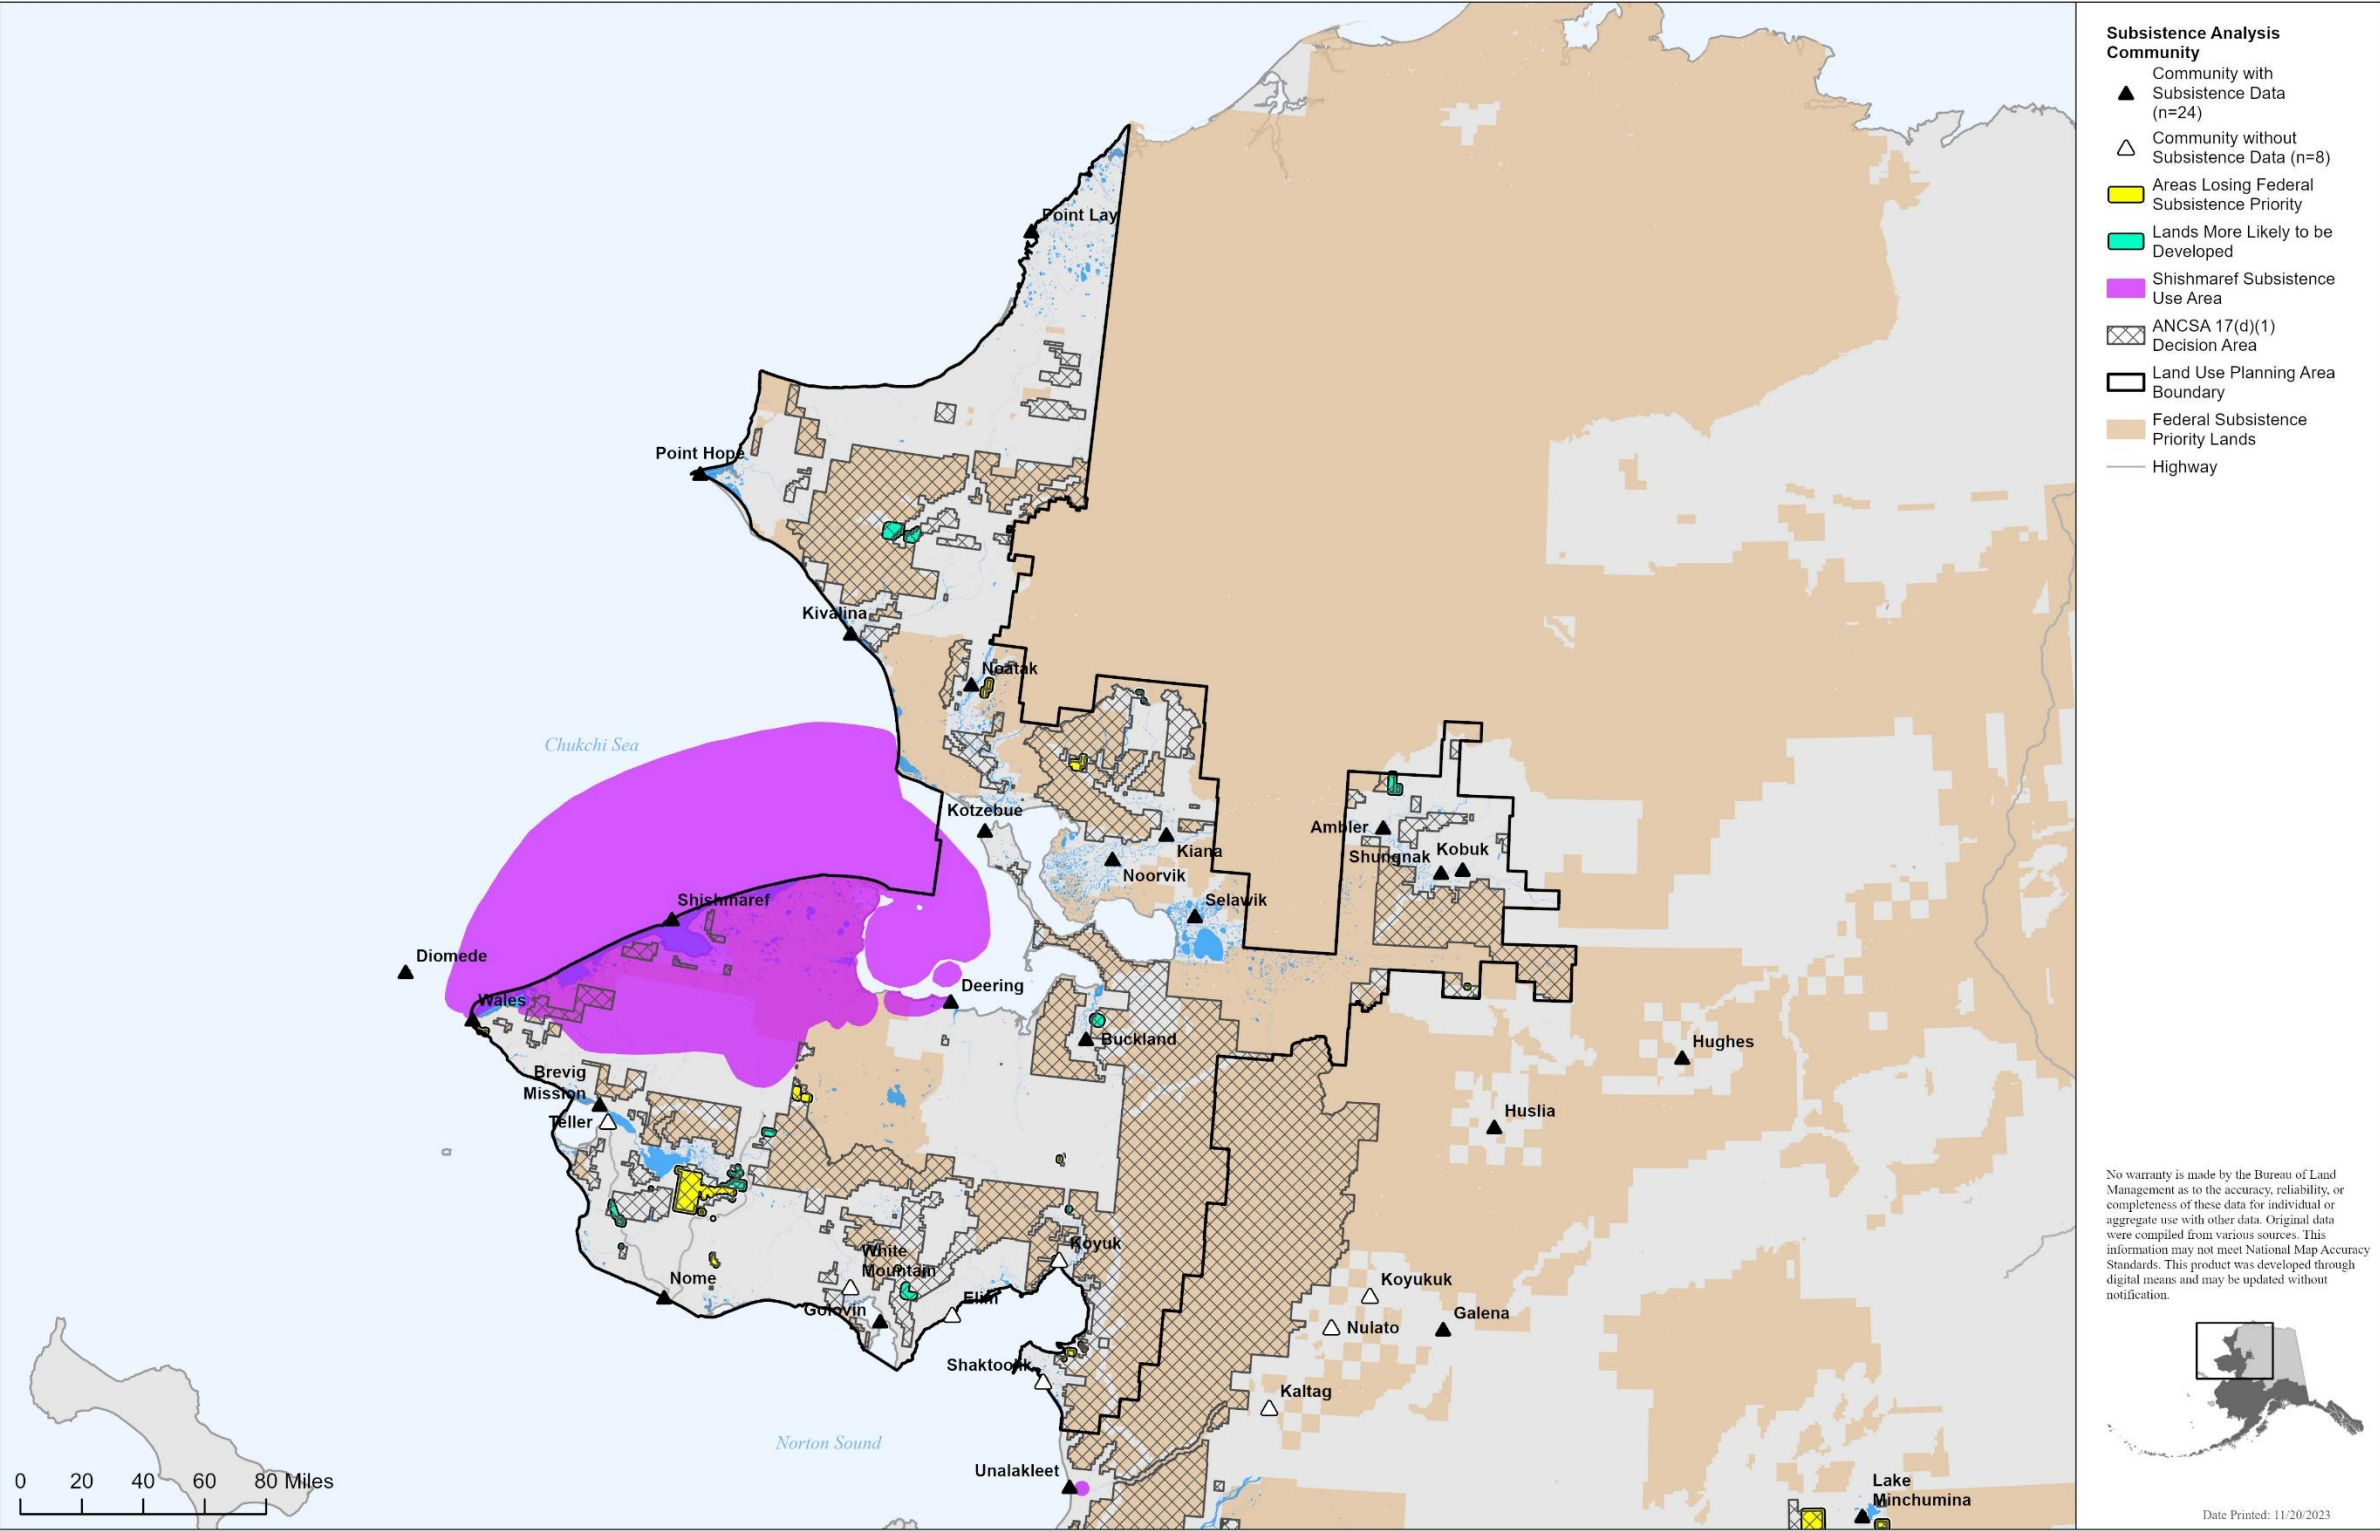 Point Lay
Point Hope
Kivalina
Noatak
Chukchi Sea
Kotzebue
Kiana
Noorvik
Selawik
Ambler
Shungnak
Kobuk
Shishmaref
Diomede
Wales
Deering
Buckland
Hughes
Huslia
Brevig
Mission
Teller
White
Mountain
Koyuk
Nome
Golovin
Elim
Koyukuk
Nulato
Galena
Shaktoolik
Kaltag
Norton Sound
Unalakleet
Lake
Minchumina
0 20 40 60 80 Miles
Subsistence Analysis
Community
Community with
Subsistence Data
(n=24)
Community without
Subsistence Data (n=8)
Areas Losing Federal
Subsistence Priority
Lands More Likely to be
Developed
Shishmaref Subsistence
Use Area
ANCSA 17(d)(1)
Decision Area
Land Use Planning Area
Boundary
Federal Subsistence
Priority Lands
Highway
No warranty is made by the Bureau of Land
Management as to the accuracy, reliability, or
completeness of these data for individual or
aggregate use with other data. Original data
were compiled from various sources. This
information may not meet National Map Accuracy
Standards. This product was developed through
digital means and may be updated without
notification.
Date Printed: 11/20/2023